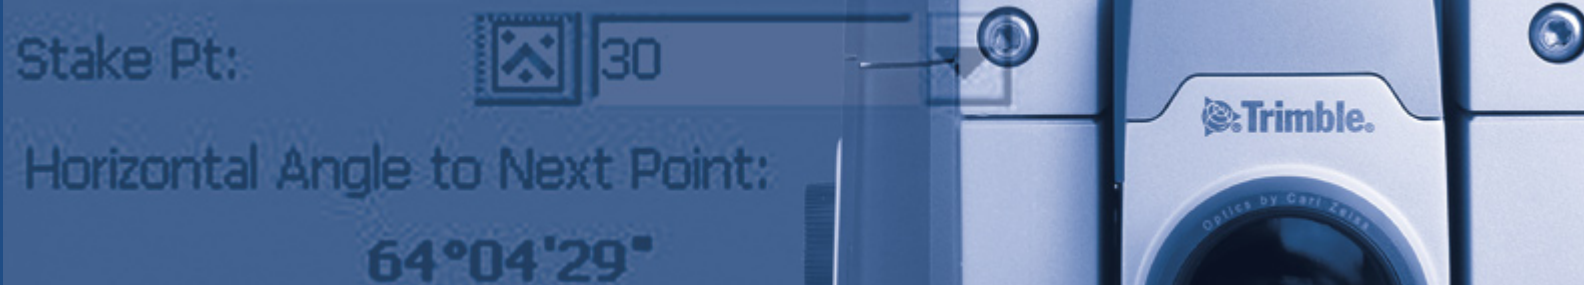 Stake Pt: 30
Horizontal Angle to Next Point:
64°04'29"
Trimble®
Optics by Carl Zeiss